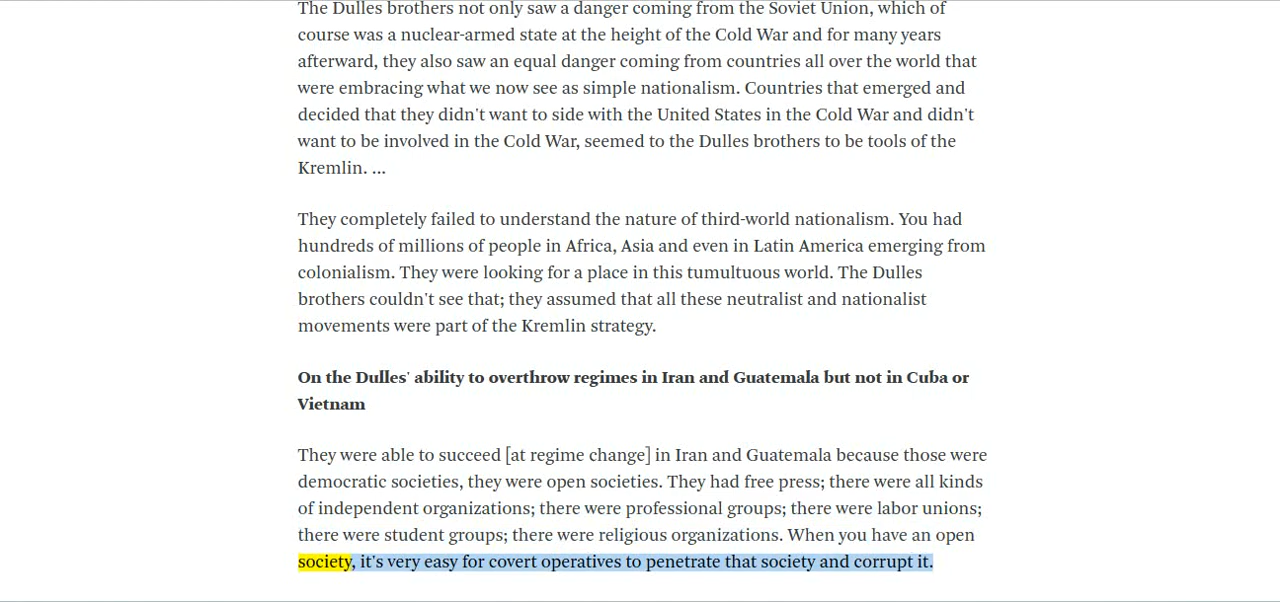 The Dulles brothers not only saw a danger coming from the Soviet Union, which of
course was a nuclear-armed state at the height of the Cold War and for many years
afterward, they also saw an equal danger coming from countries all over the world that
were embracing what we now see as simple nationalism. Countries that emerged and
decided that they didn't want to side with the United States in the Cold War and didn't
want to be involved in the Cold War, seemed to the Dulles brothers to be tools of the
Kremlin. ...
They completely failed to understand the nature of third-world nationalism. You had
hundreds of millions of people in Africa, Asia and even in Latin America emerging from
colonialism. They were looking for a place in this tumultuous world. The Dulles
brothers couldn't see that; they assumed that all these neutralist and nationalist
movements were part of the Kremlin strategy.
On the Dulles' ability to overthrow regimes in Iran and Guatemala but not in Cuba or
Vietnam
They were able to succeed [at regime change] in Iran and Guatemala because those were
democratic societies, they were open societies. They had free press; there were all kinds
of independent organizations; there were professional groups; there were labor unions;
there were student groups; there were religious organizations. When you have an open
society, it's very easy for covert operatives to penetrate that society and corrupt it.